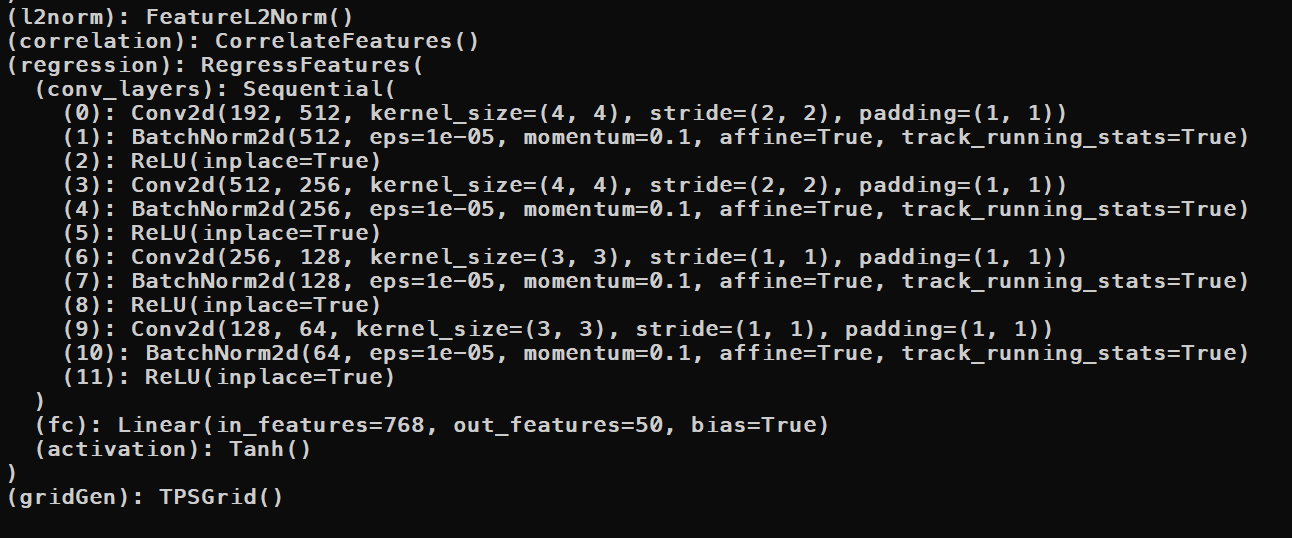 (l2norm): FeatureL2Norm()
(correlation): CorrelateFeatures()
(regression): RegressFeatures(
(conv_layers): Sequential(
(0): Conv2d(192, 512, kernel_size=(4, 4), stride=(2, 2), padding=(1, 1))
(1): BatchNorm2d(512, eps=1e-05, momentum=0.1, affine=True, track_running_stats=True)
(2): ReLU(inplace=True)
(3): Conv2d(512, 256, kernel_size=(4, 4), stride=(2, 2), padding=(1, 1))
(4): BatchNorm2d(256, eps=1e-05, momentum=0.1, affine=True, track_running_stats=True)
(5): ReLU(inplace=True)
(6): Conv2d(256, 128, kernel_size=(3, 3), stride=(1, 1), padding=(1, 1))
(7): BatchNorm2d(128, eps=1e-05, momentum=0.1, affine=True, track_running_stats=True)
(8): ReLU(inplace=True)
(9): Conv2d(128, 64, kernel_size=(3, 3), stride=(1, 1), padding=(1, 1))
(10): BatchNorm2d(64, eps=1e-05, momentum=0.1, affine=True, track_running_stats=True)
(11): ReLU(inplace=True)
)
(fc): Linear(in_features=768, out_features=50, bias=True)
(activation): Tanh()
)
(gridGen): TPSGrid()